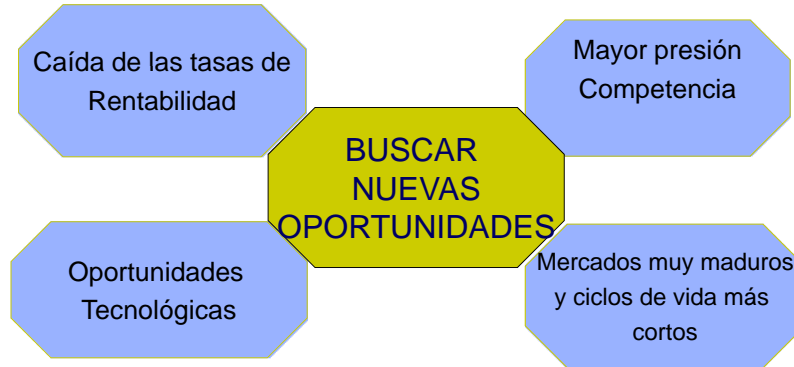 Caída de las tasas de
Rentabilidad
Mayor presión
Competencia
BUSCAR
NUEVAS
OPORTUNIDADES
Oportunidades
Tecnológicas
Mercados muy maduros
y ciclos de vida más
cortos